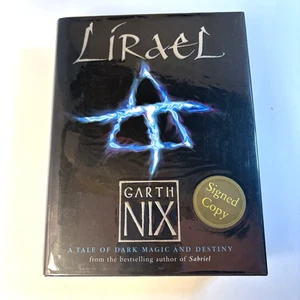 LIRAEL
GARTH
NIX
Signed
Copy
A TALE OF DARK MAGIC AND DESTINY
from the bestselling author of Sabriel